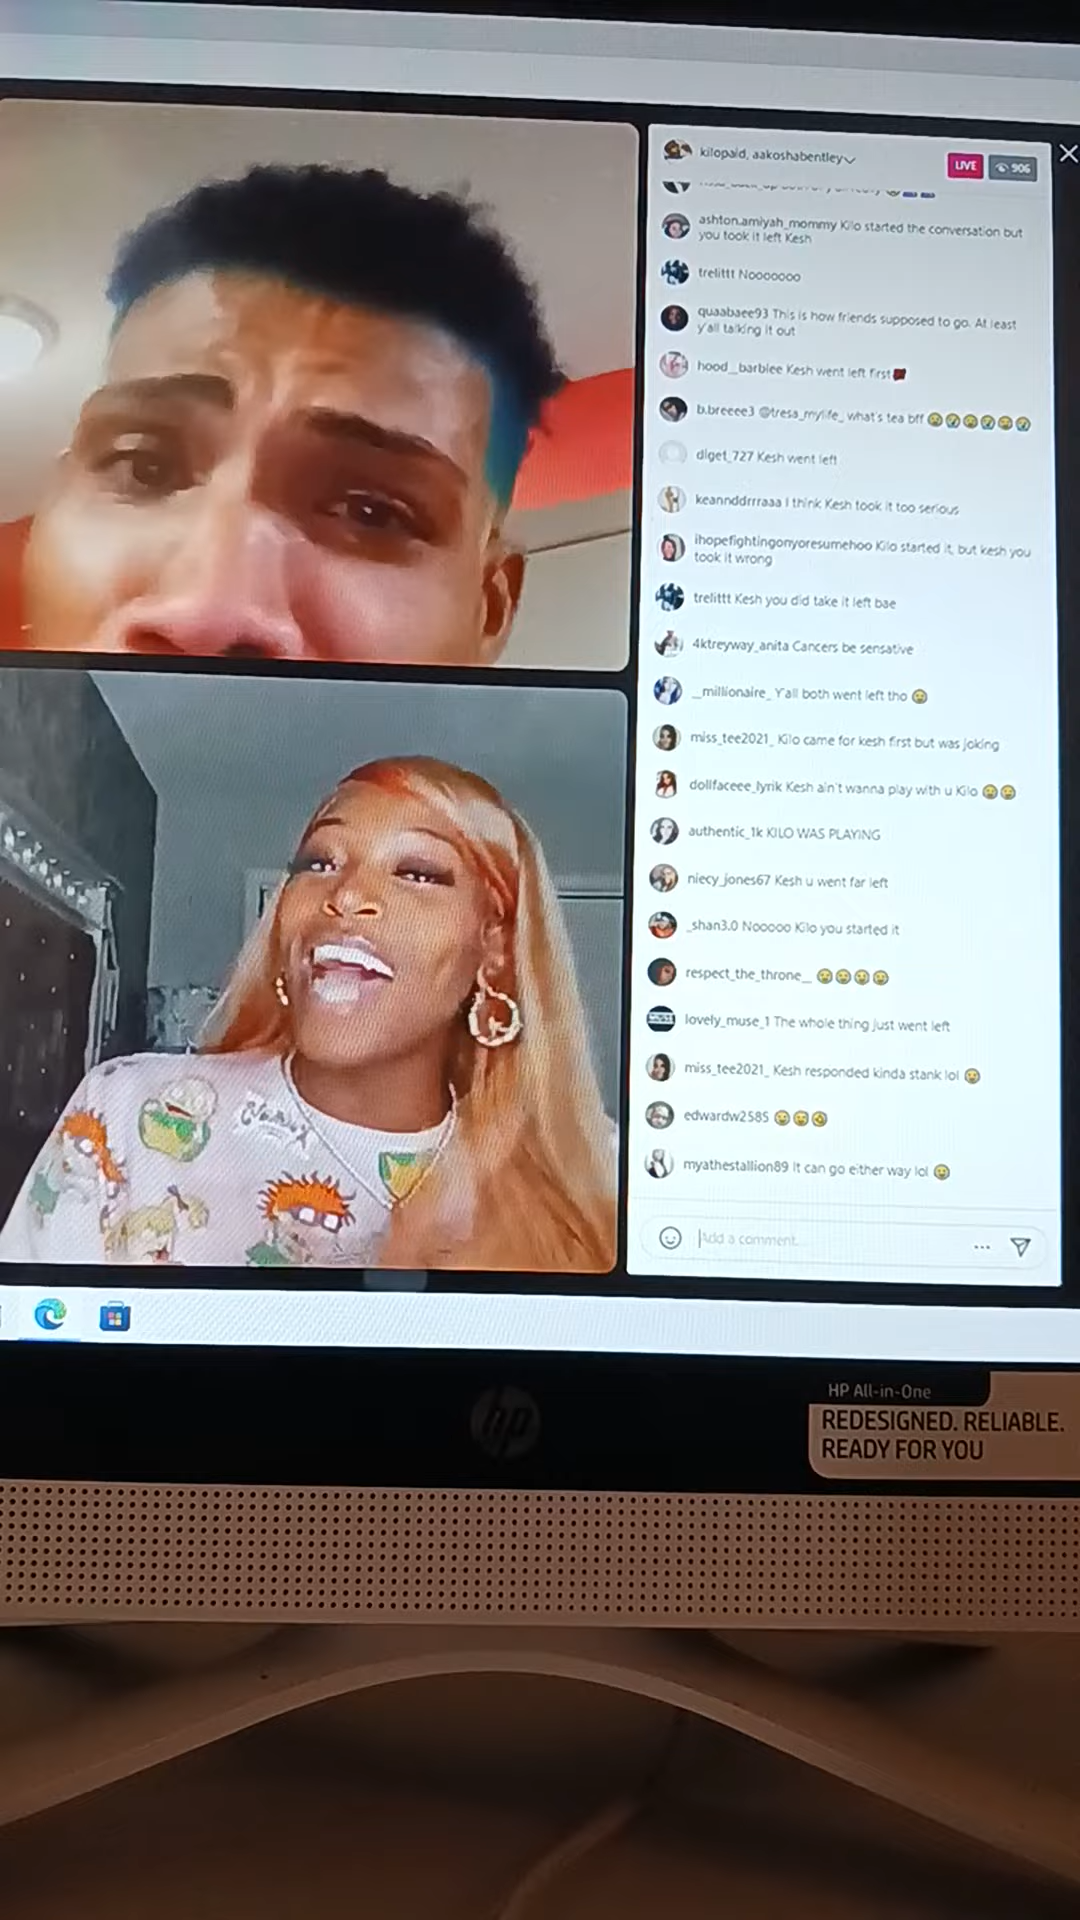 kilopaid, aakoshabentley
LIVE
906
ashton.amiyah_mommy Kilo started the conversation but
you took it left Kesh
trelittt Nooooooo
quaabaee93 This is how friends supposed to go. At least
y'all talking it out
hood__barblee Kesh went left first
b.breeee3 @tresa_mylife_ what's tea bff 
dlget_727 Kesh went left
keannddrrraaa I think Kesh took it too serious
ihopefightingonyoresumehoo Kilo started it, but kesh you
took it wrong
trelittt Kesh you did take it left bae
4ktreyway_anita Cancers be sensative
__millionaire_ Y'all both went left tho 
miss_tee2021_ Kilo came for kesh first but was joking
dollfaceee_lyrik Kesh ain't wanna play with u Kilo 
authentic_1k KILO WAS PLAYING
niecy_jones67 Kesh u went far left
_shan3.0 Nooooo Kilo you started it
respect_the_throne__
lovely_muse_1 The whole thing just went left
miss_tee2021_ Kesh responded kinda stank lol
edwardw2585
myathestallion89 It can go either way lol
Add a comment...
hp
HP All-in-One
REDESIGNED. RELIABLE.
READY FOR YOU